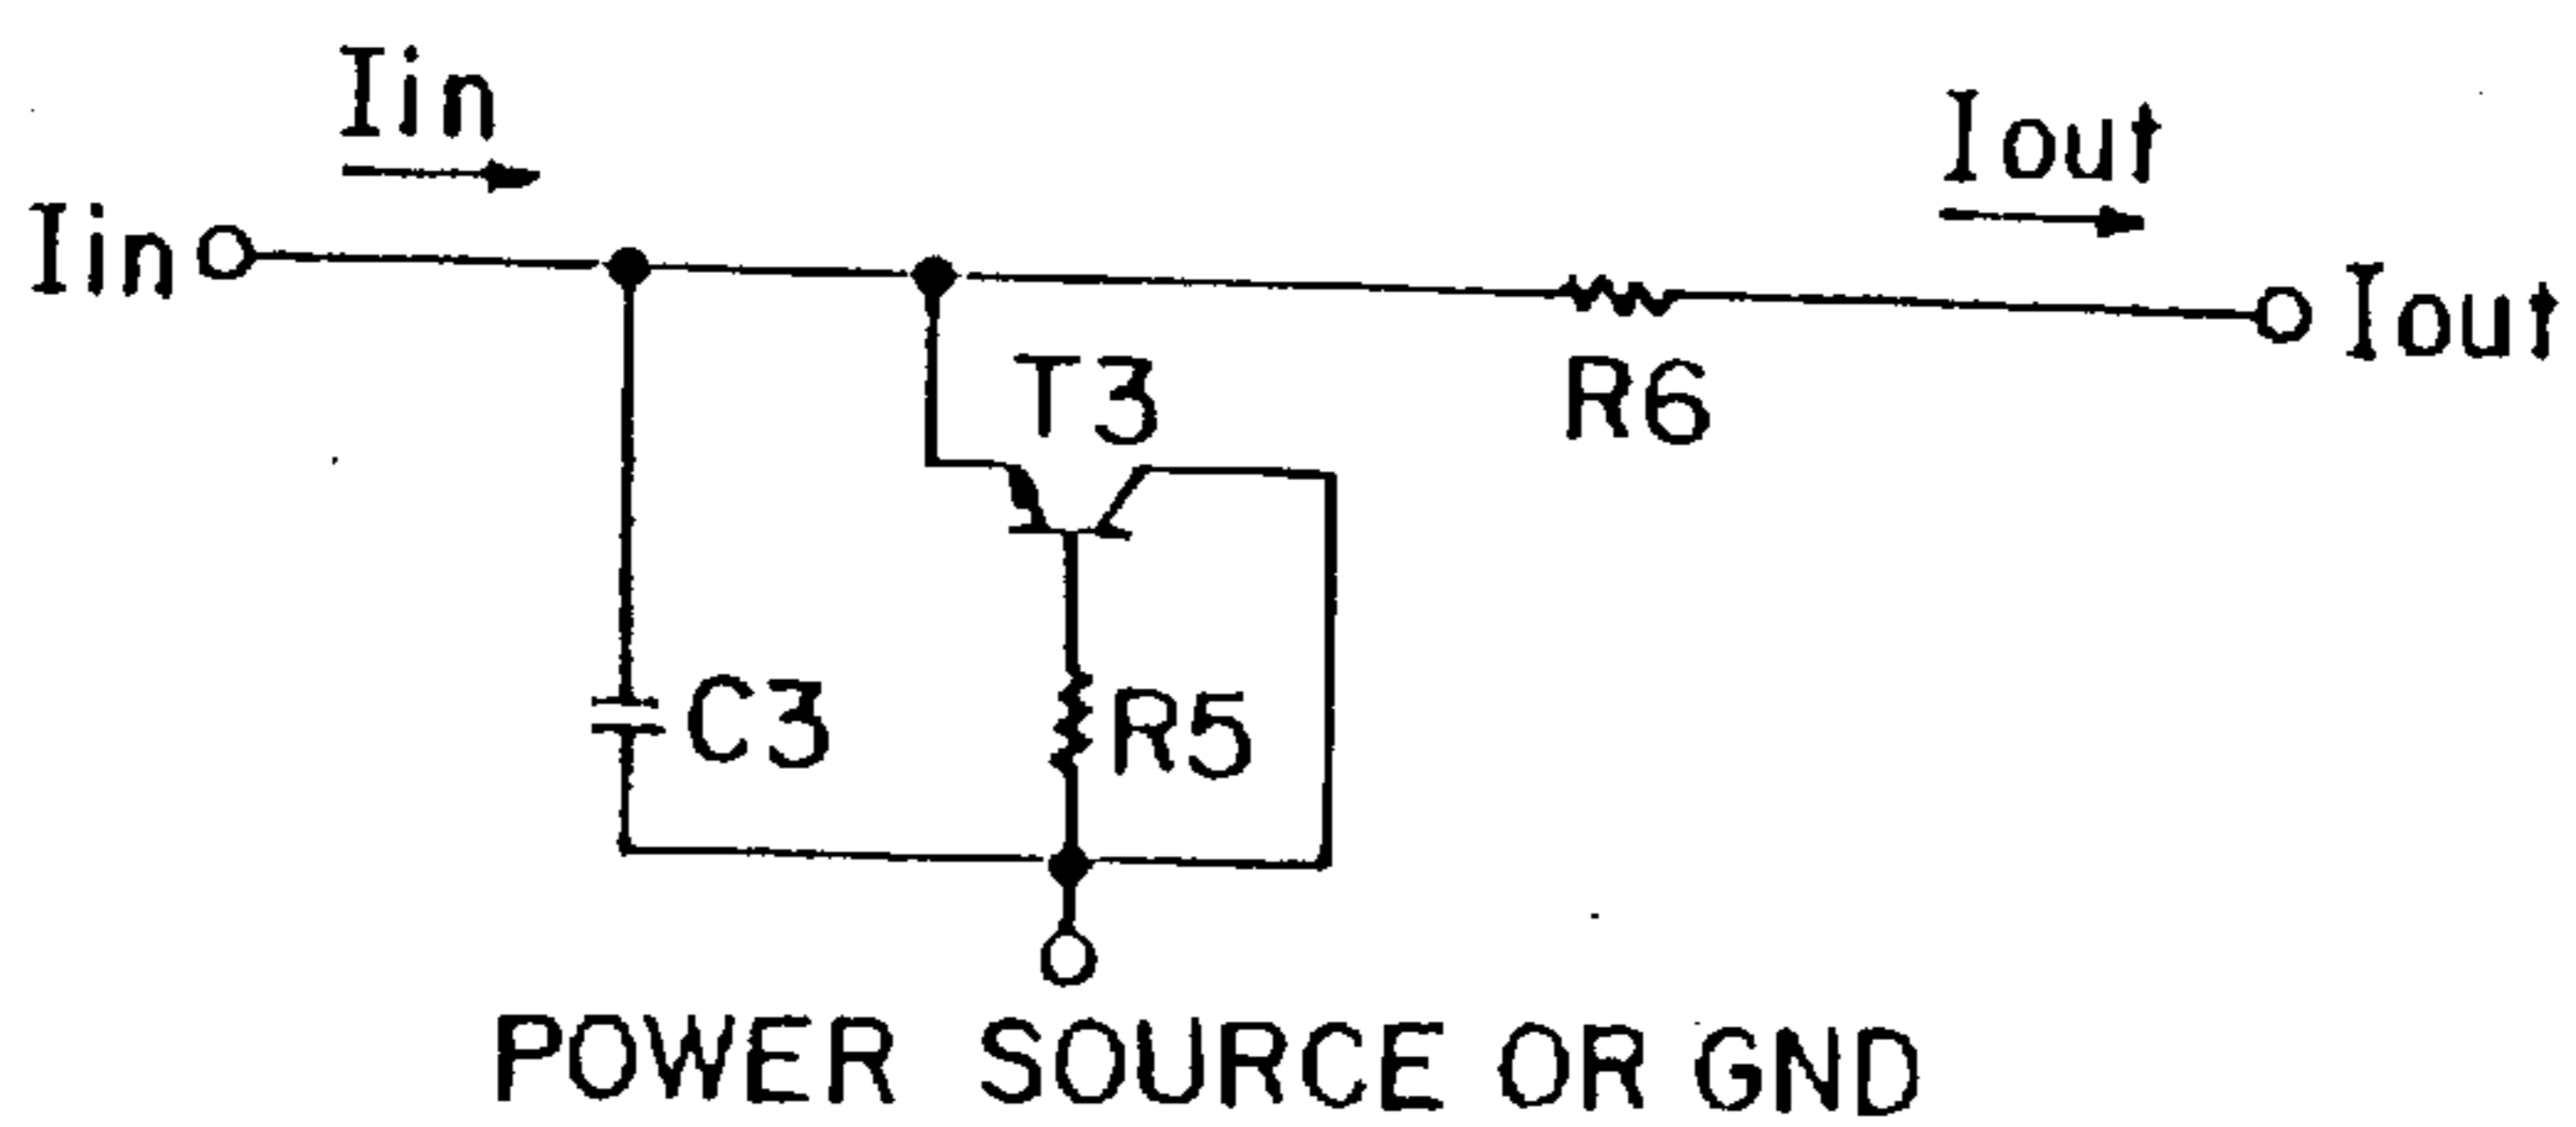 Iin
Iout
Iin
Iout
T3
R6
C3
R5
POWER SOURCE OR GND